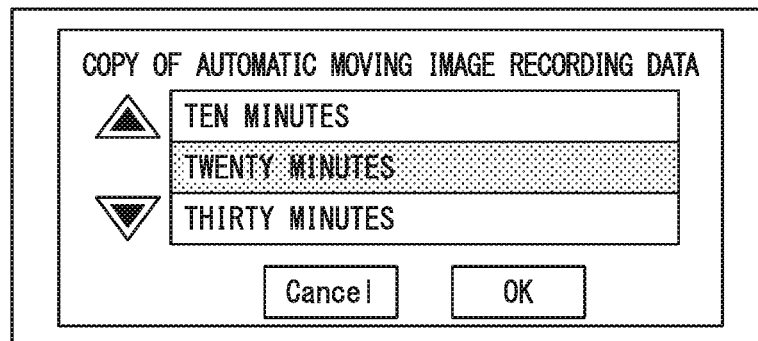 COPY OF AUTOMATIC MOVING IMAGE RECORDING DATA
TEN MINUTES
TWENTY MINUTES
THIRTY MINUTES
Cancel OK